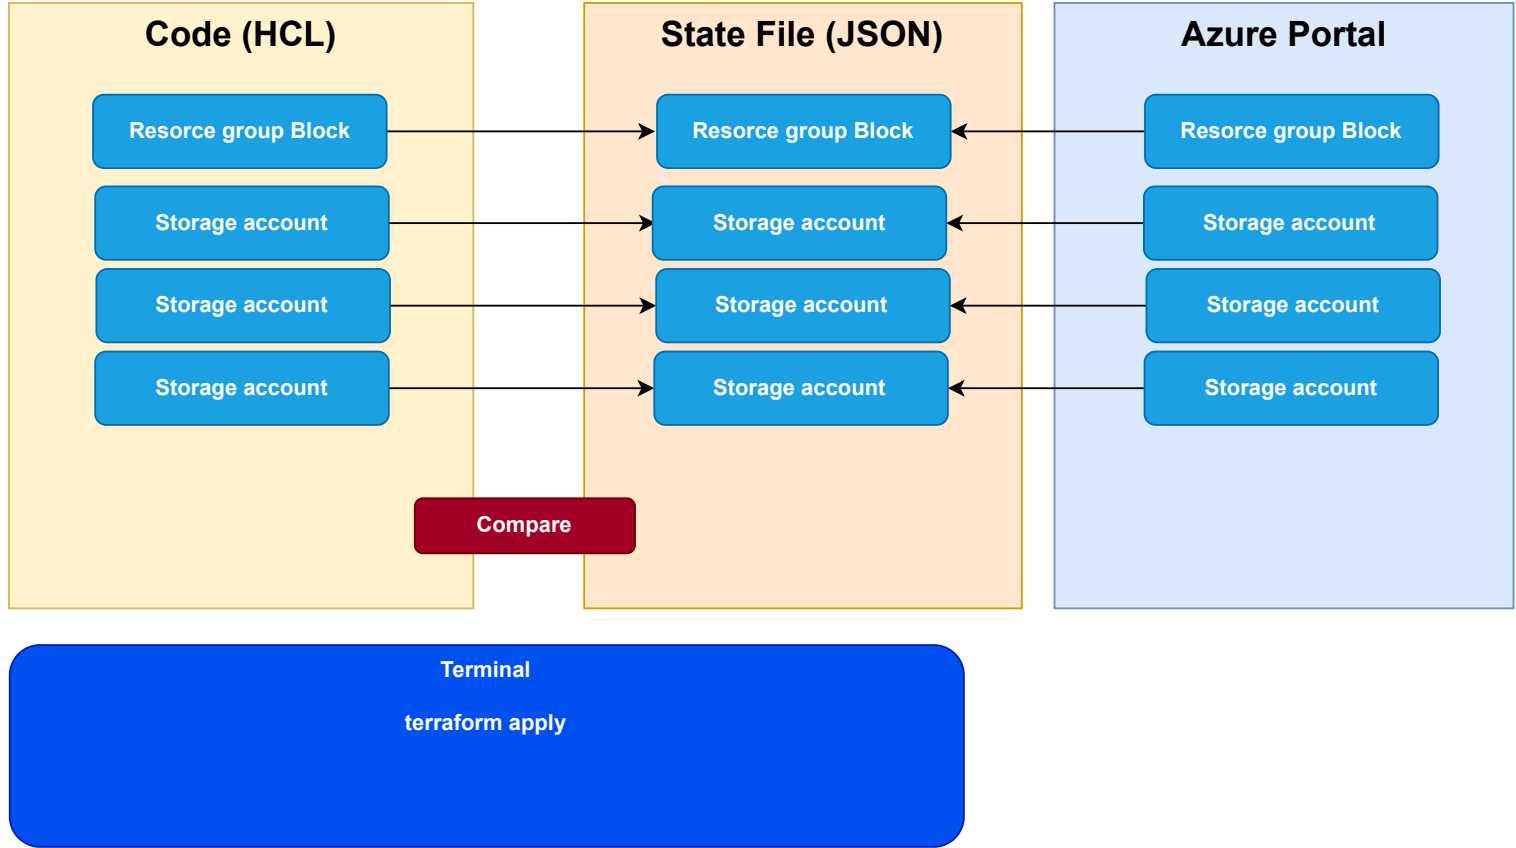 Code (HCL)
State File (JSON)
Azure Portal
Resorce group Block
Resorce group Block
Resorce group Block
Storage account
Storage account
Storage account
Storage account
Storage account
Storage account
Storage account
Storage account
Storage account
Compare
Terminal
terraform apply